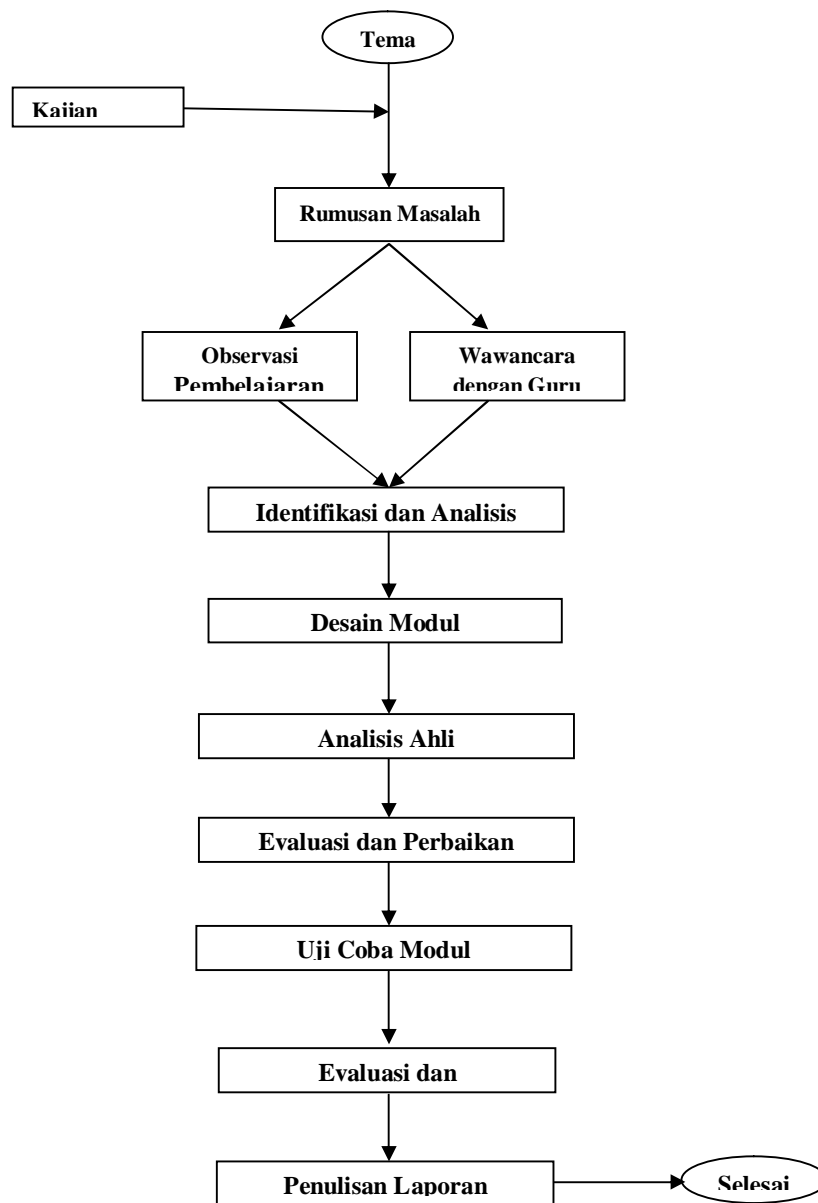 Tema
Kajian
Rumusan Masalah
Observasi
Pembelajaran
Wawancara
dengan Guru
Identifikasi dan Analisis
Desain Modul
Analisis Ahli
Evaluasi dan Perbaikan
Uji Coba Modul
Evaluasi dan
Penulisan Laporan
Selesai